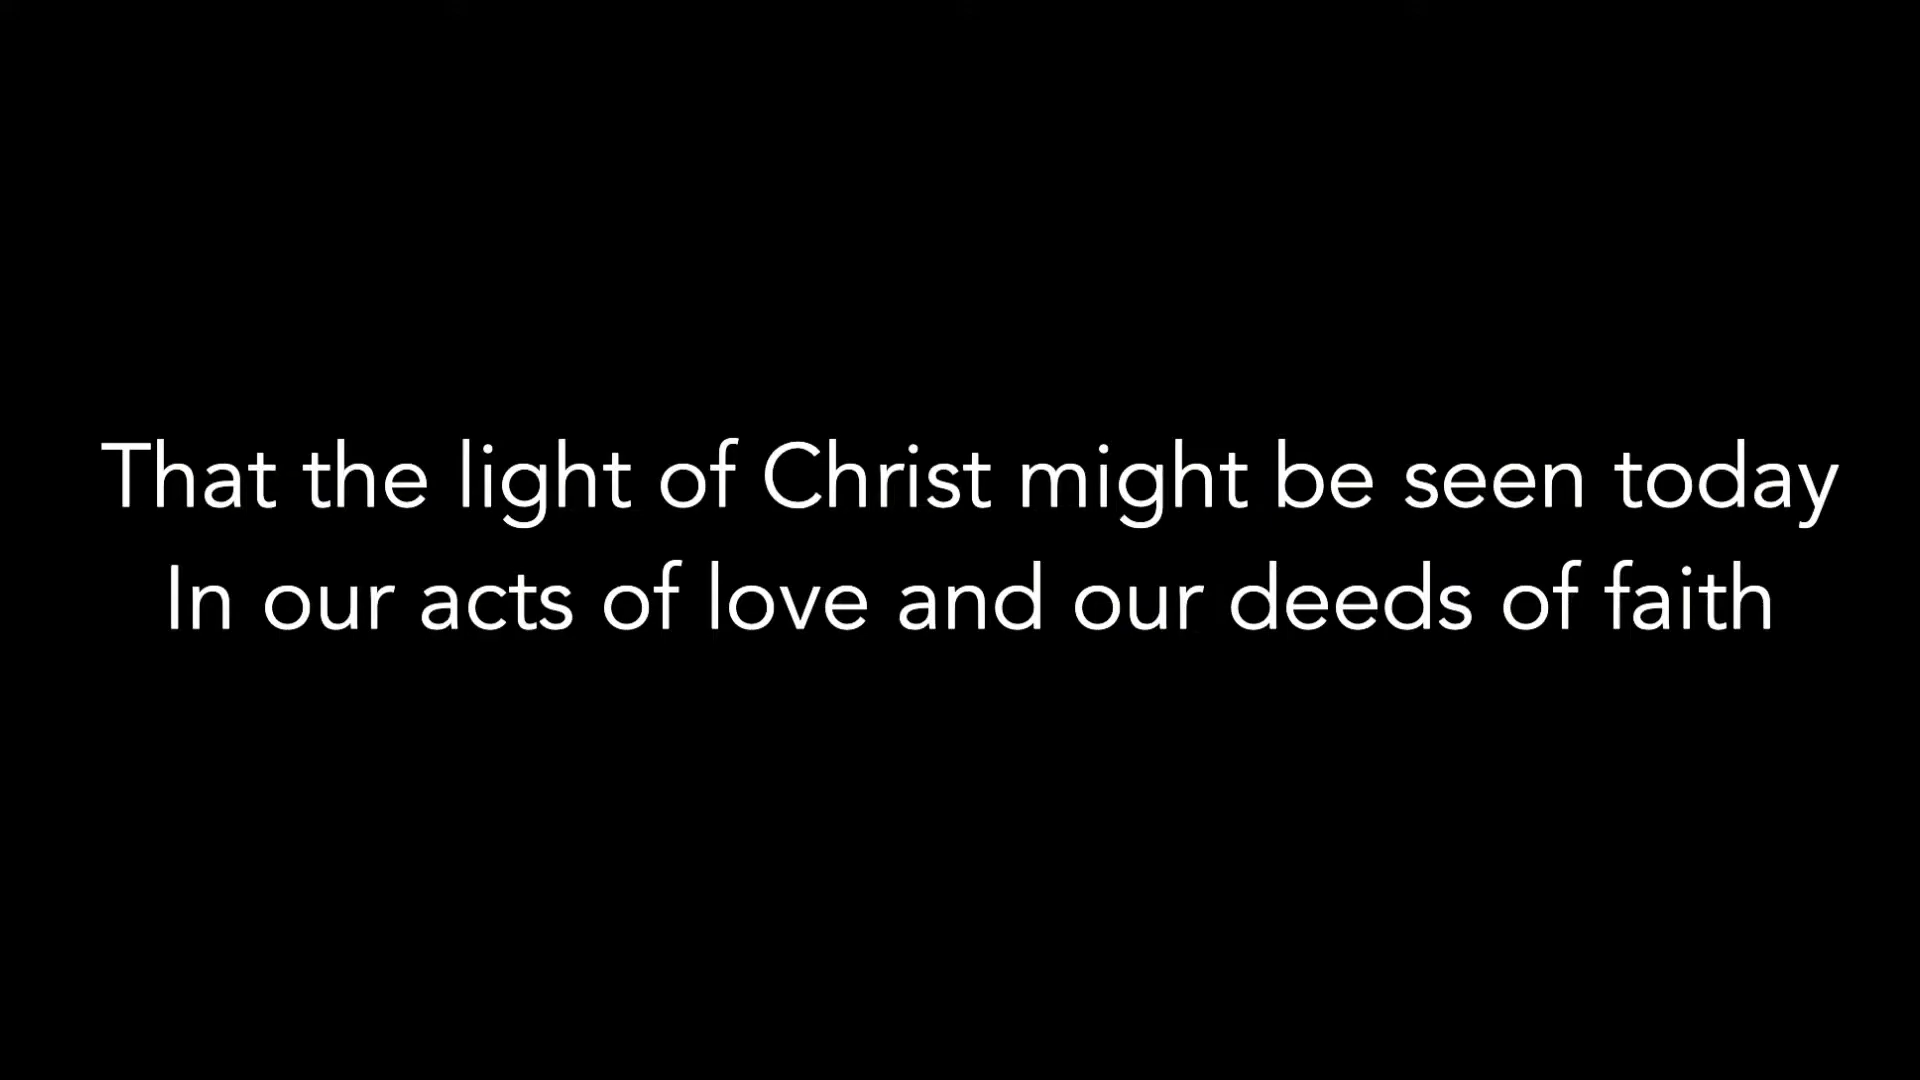 That the light of Christ might be seen today
In our acts of love and our deeds of faith